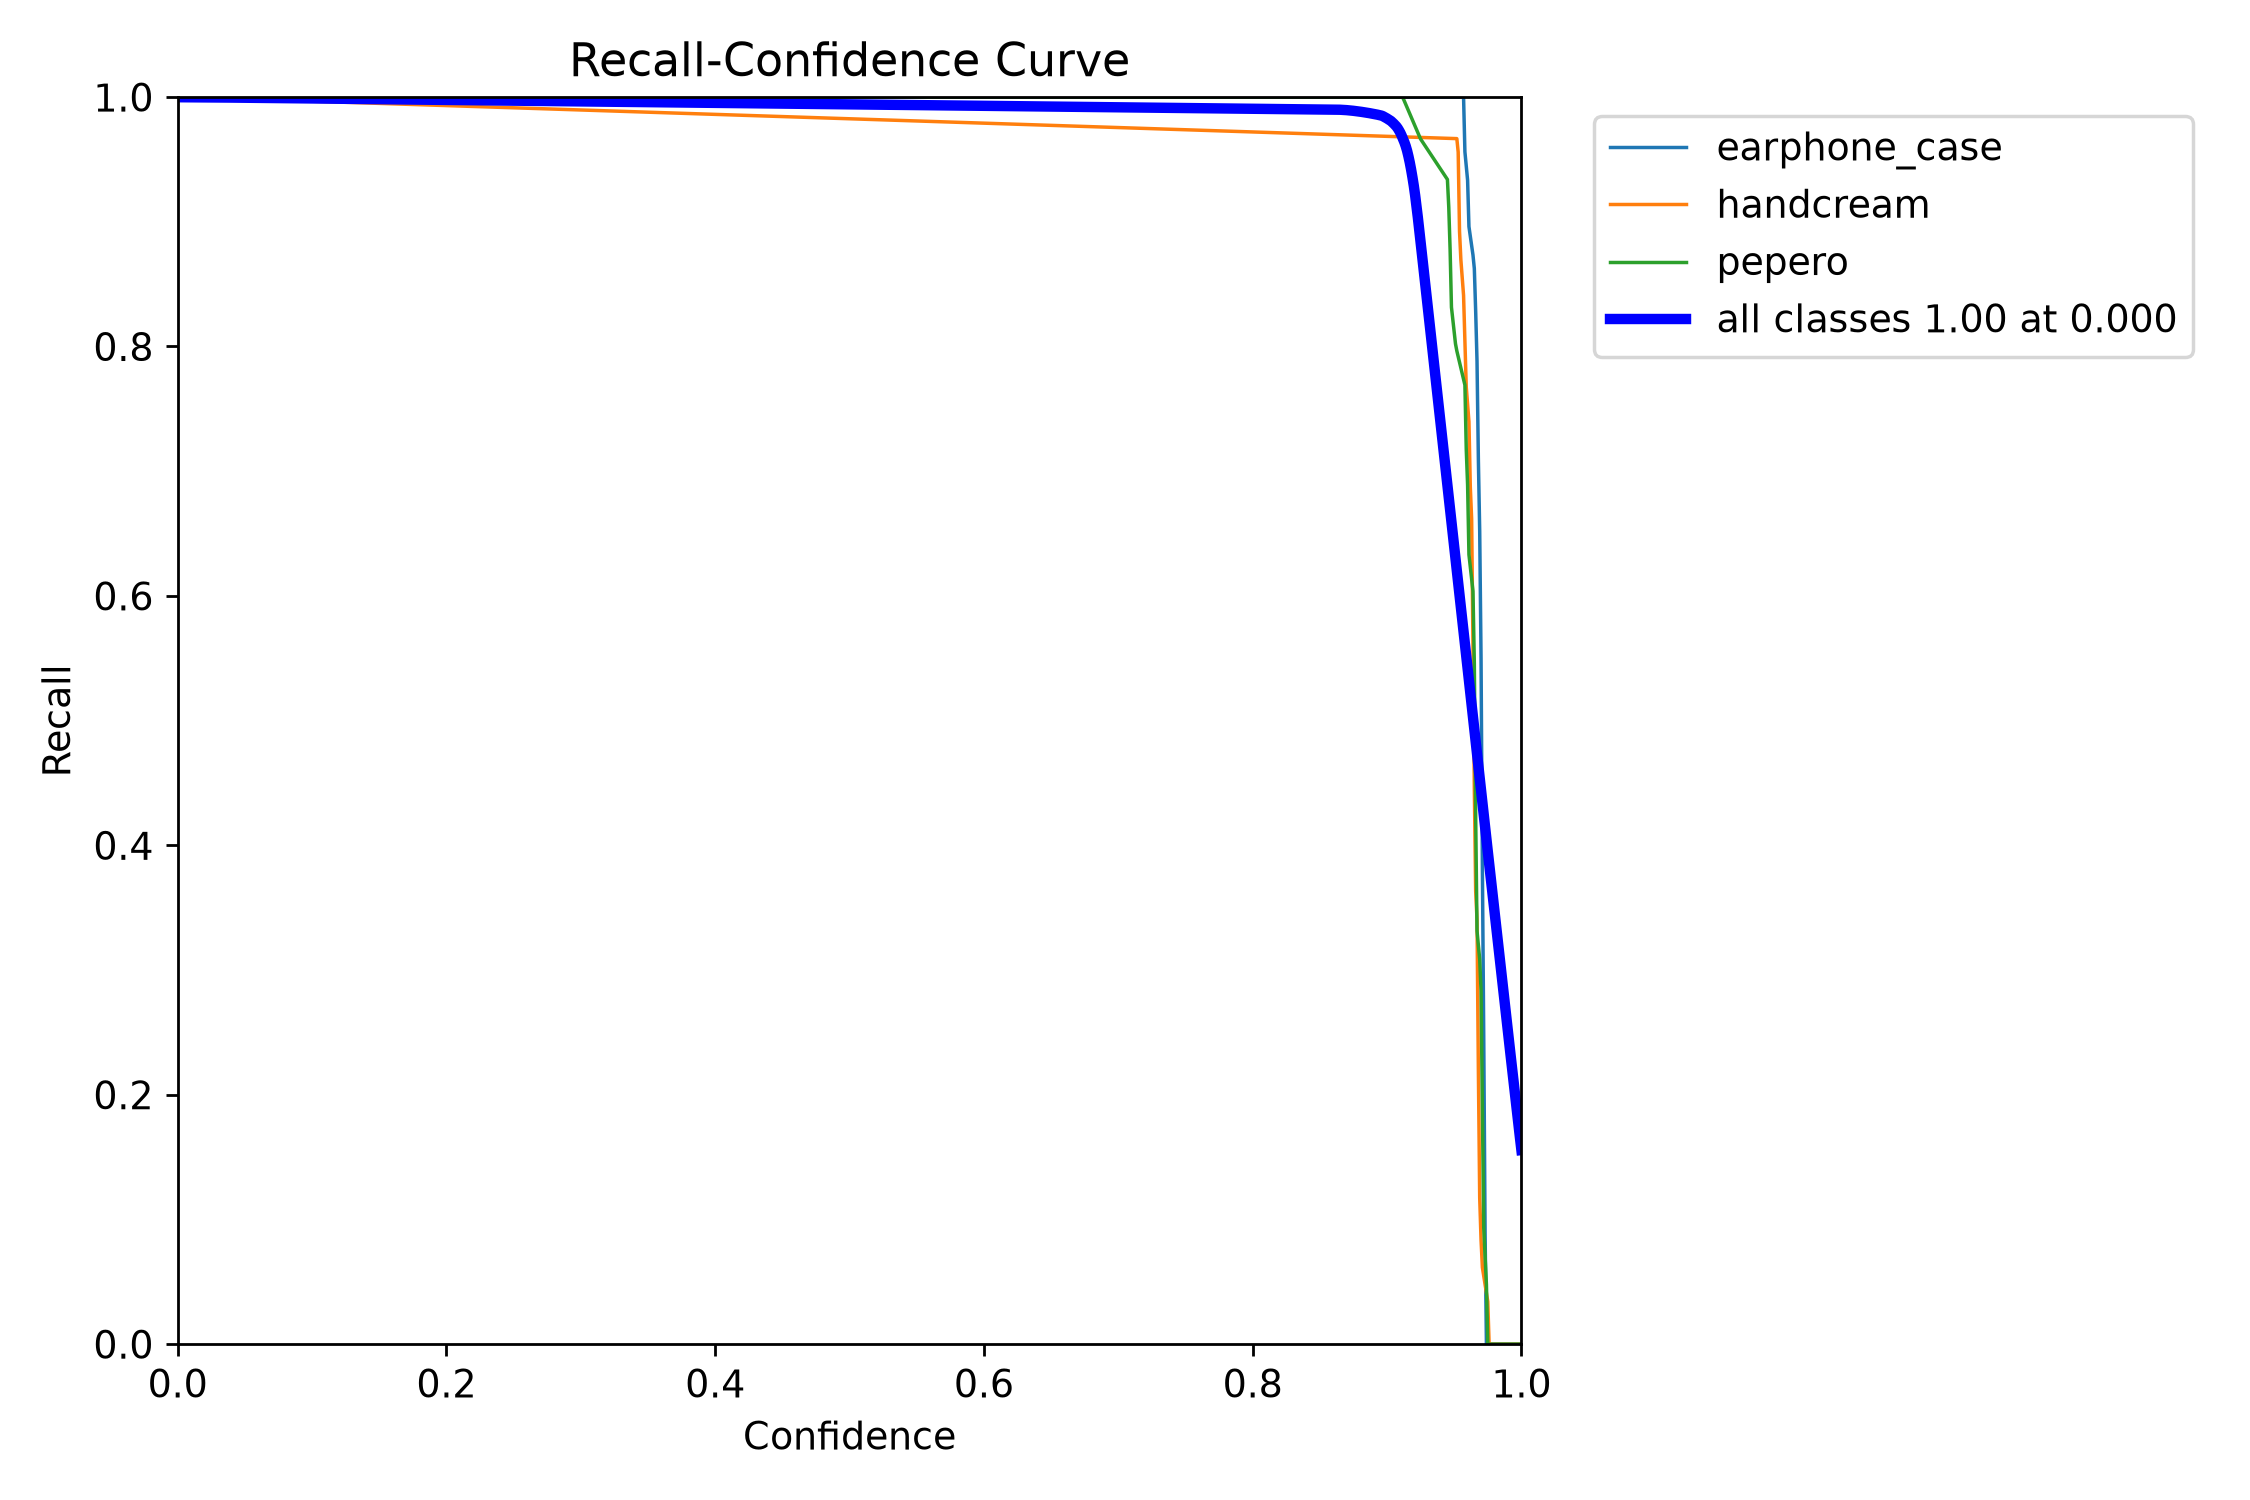 Recall-Confidence Curve
1.0
0.8
0.6
0.4
0.2
0.0
Recall
0.0 0.2 0.4 0.6 0.8 1.0
Confidence
earphone_case
handcream
pepero
all classes 1.00 at 0.000